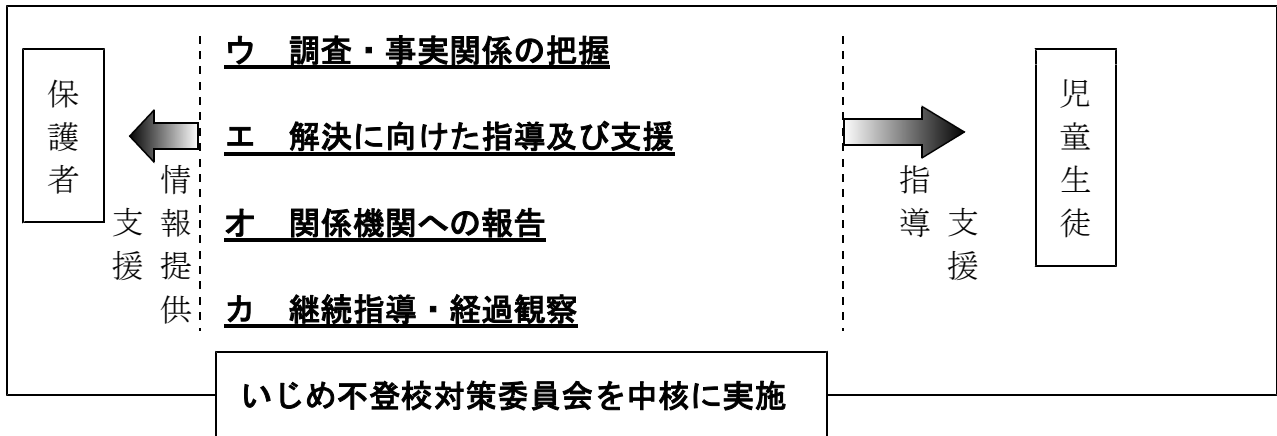 ウ　調査・事実関係の把握
エ　解決に向けた指導及び支援
オ　関係機関への報告
カ　継続指導・経過観察
保護者
情報提供
支援
指導
支援
児童生徒
いじめ不登校対策委員会を中核に実施